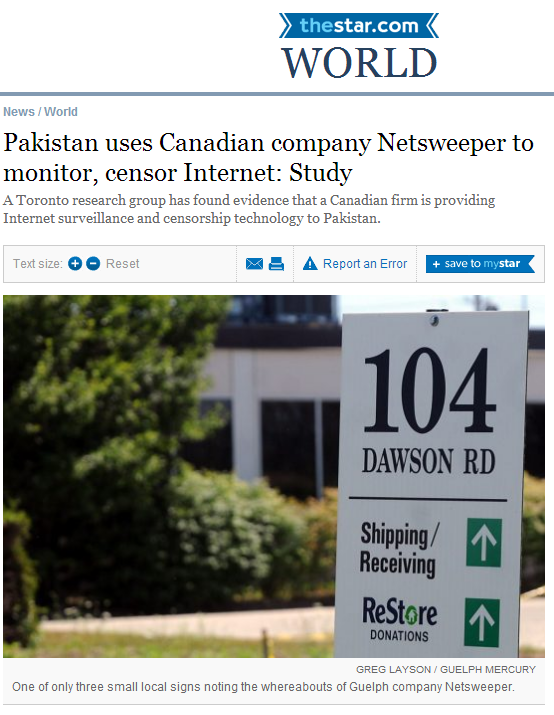 thestar.com
WORLD
News / World
Pakistan uses Canadian company Netsweeper to
monitor, censor Internet: Study
A Toronto research group has found evidence that a Canadian firm is providing
Internet surveillance and censorship technology to Pakistan.
Text size: + − Reset
Report an Error
+ save to mystar
104
DAWSON RD
Shipping/
Receiving
ReStore
DONATIONS
GREG LAYSON / GUELPH MERCURY
One of only three small local signs noting the whereabouts of Guelph company Netsweeper.